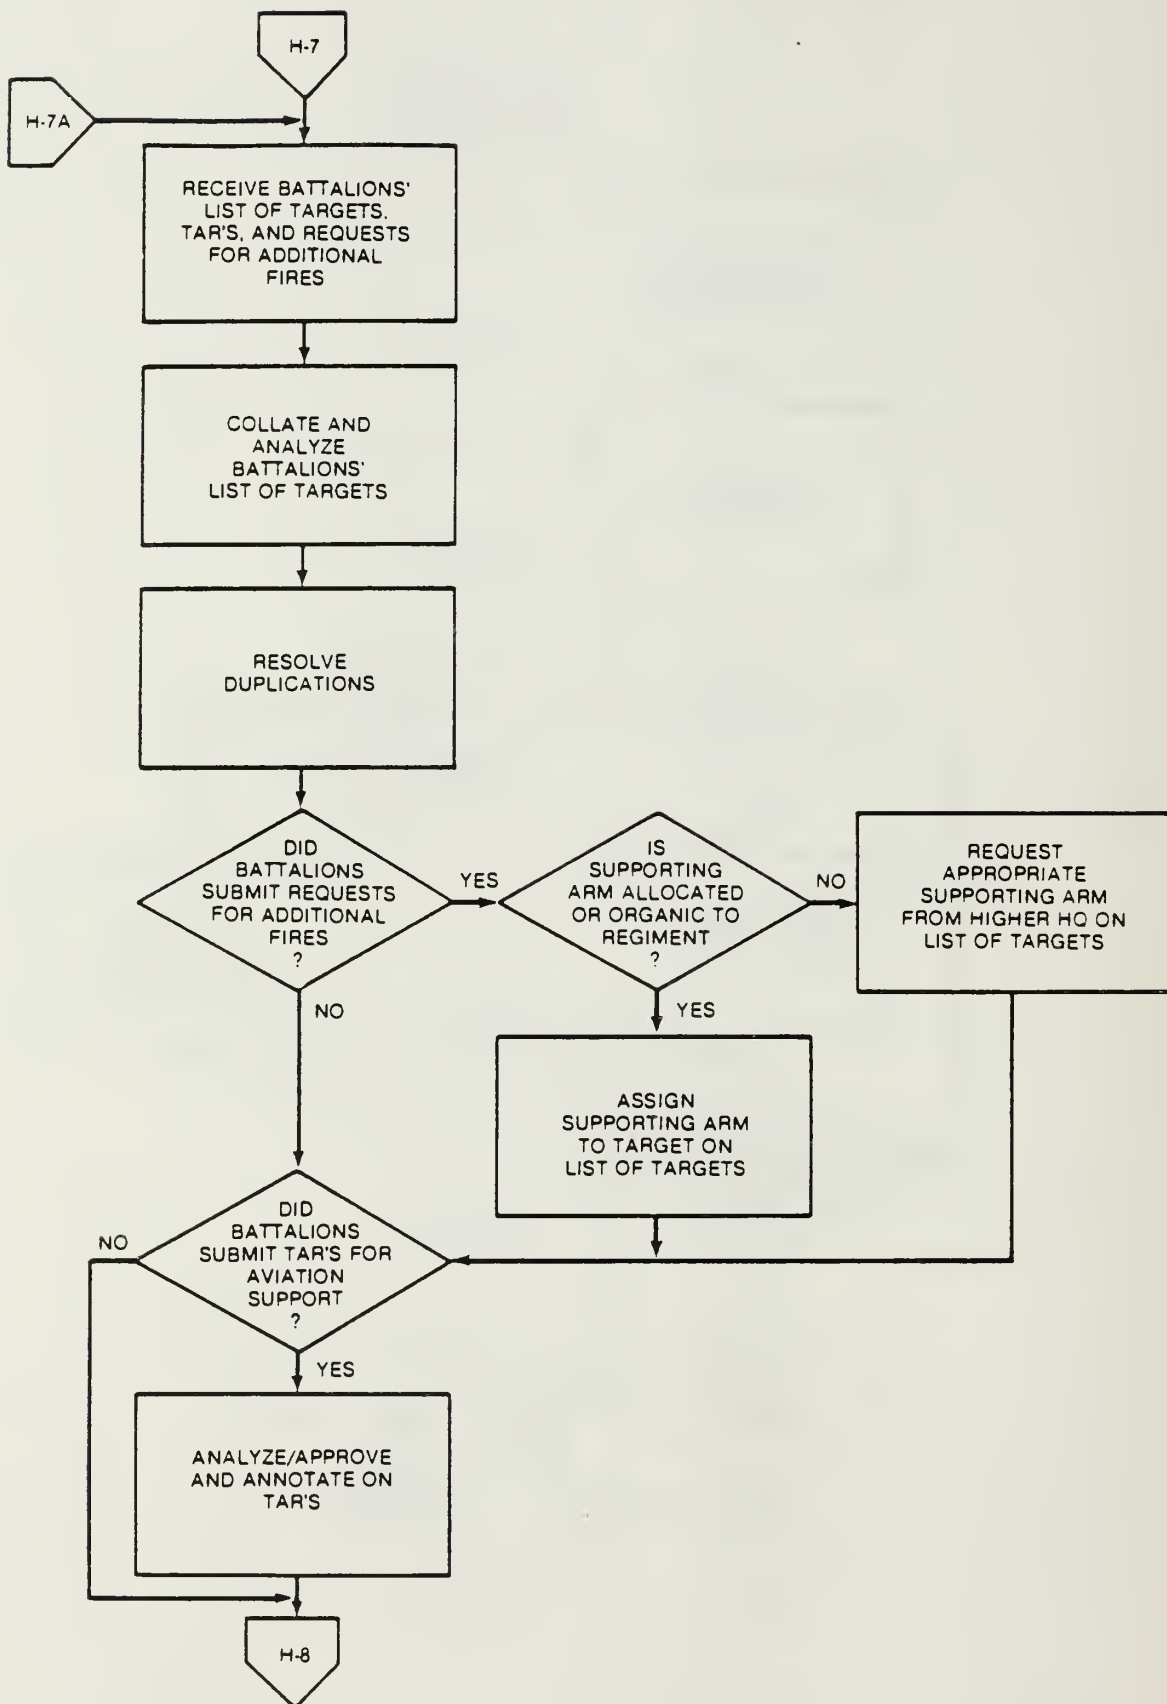 H-7
H-7A
RECEIVE BATTALIONS'
LIST OF TARGETS,
TAR'S, AND REQUESTS
FOR ADDITIONAL
FIRES
COLLATE AND
ANALYZE
BATTALIONS'
LIST OF TARGETS
RESOLVE
DUPLICATIONS
DID
BATTALIONS
SUBMIT REQUESTS
FOR ADDITIONAL
FIRES
?
YES
IS
SUPPORTING
ARM ALLOCATED
OR ORGANIC TO
REGIMENT
?
NO
REQUEST
APPROPRIATE
SUPPORTING ARM
FROM HIGHER HQ ON
LIST OF TARGETS
NO
YES
ASSIGN
SUPPORTING ARM
TO TARGET ON
LIST OF TARGETS
NO
DID
BATTALIONS
SUBMIT TAR'S FOR
AVIATION
SUPPORT
?
YES
ANALYZE/APPROVE
AND ANNOTATE ON
TAR'S
H-8